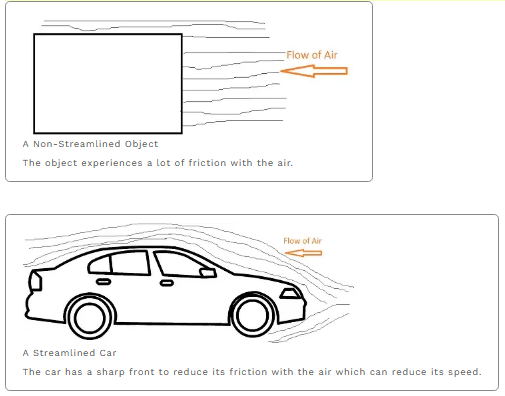 Flow of Air
A Non-Streamlined Object
The object experiences a lot of friction with the air.
Flow of Air
A Streamlined Car
The car has a sharp front to reduce its friction with the air which can reduce its speed.